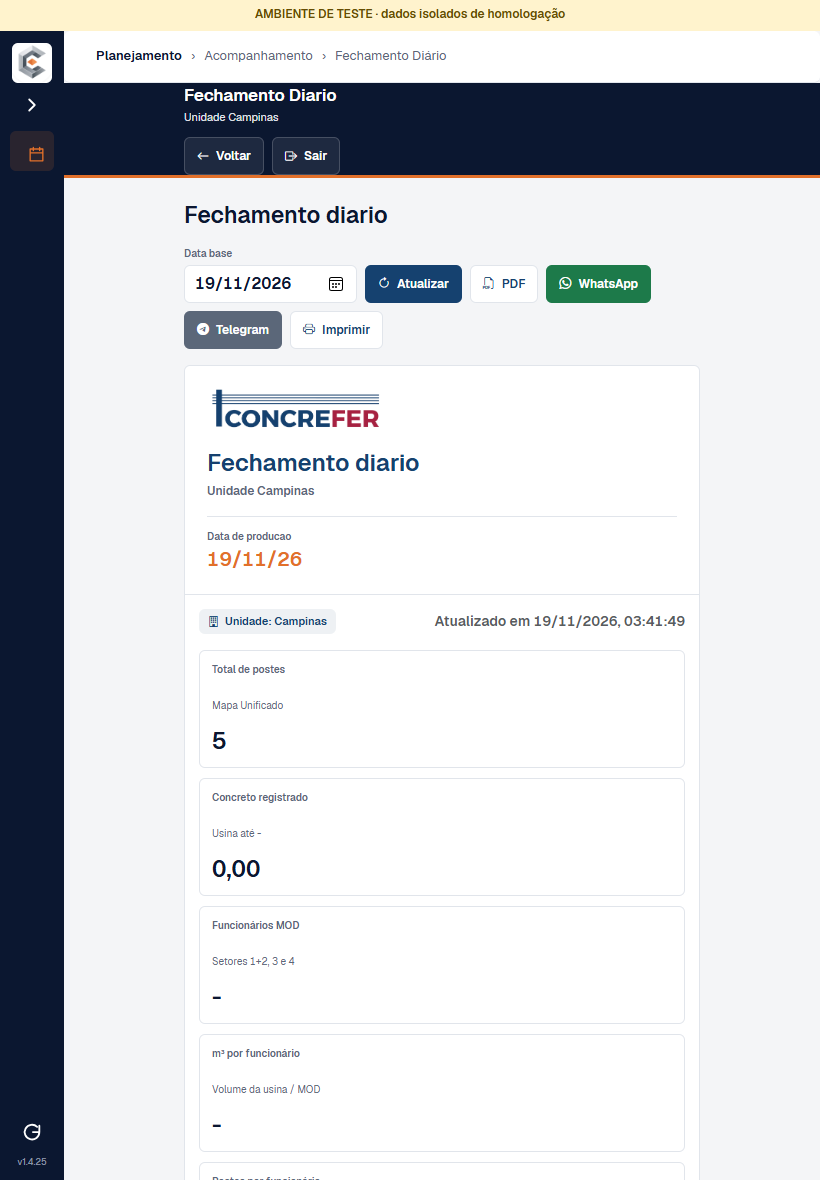 AMBIENTE DE TESTE · dados isolados de homologação
Planejamento › Acompanhamento › Fechamento Diário
Fechamento Diario
Unidade Campinas
Voltar
Sair
Fechamento diario
Data base
19/11/2026
Atualizar
PDF
WhatsApp
Telegram
Imprimir
CONCREFER
Fechamento diario
Unidade Campinas
Data de producao
19/11/26
Unidade: Campinas
Atualizado em 19/11/2026, 03:41:49
Total de postes
Mapa Unificado
5
Concreto registrado
Usina até -
0,00
Funcionários MOD
Setores 1+2, 3 e 4
-
m³ por funcionário
Volume da usina / MOD
-
v1.4.25